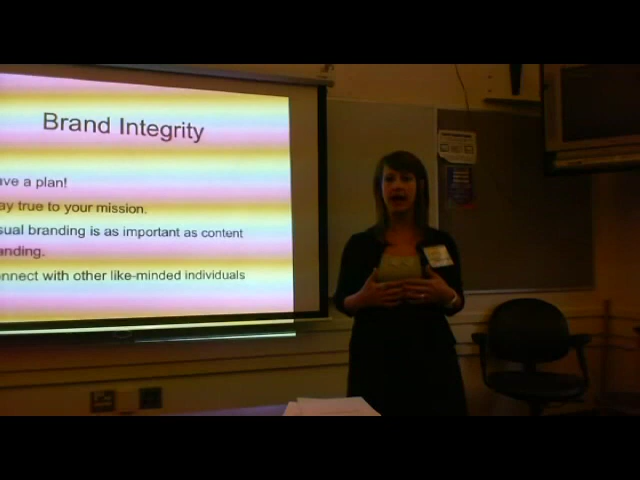 Brand Integrity
ave a plan!
ay true to your mission.
sual branding is as important as content
anding.
nnect with other like-minded individuals